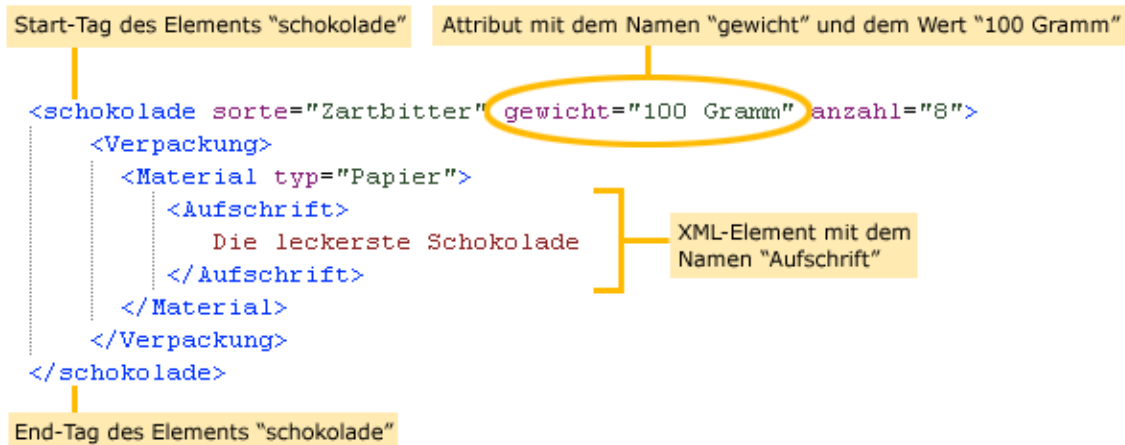 Start-Tag des Elements “schokolade”
Attribut mit dem Namen “gewicht” und dem Wert “100 Gramm”
<schokolade sorte="Zartbitter" gewicht="100 Gramm" anzahl="8">
<Verpackung>
<Material typ="Papier">
<Aufschrift>
Die leckerste Schokolade
</Aufschrift>
</Material>
</Verpackung>
</schokolade>
XML-Element mit dem
Namen “Aufschrift”
End-Tag des Elements “schokolade”